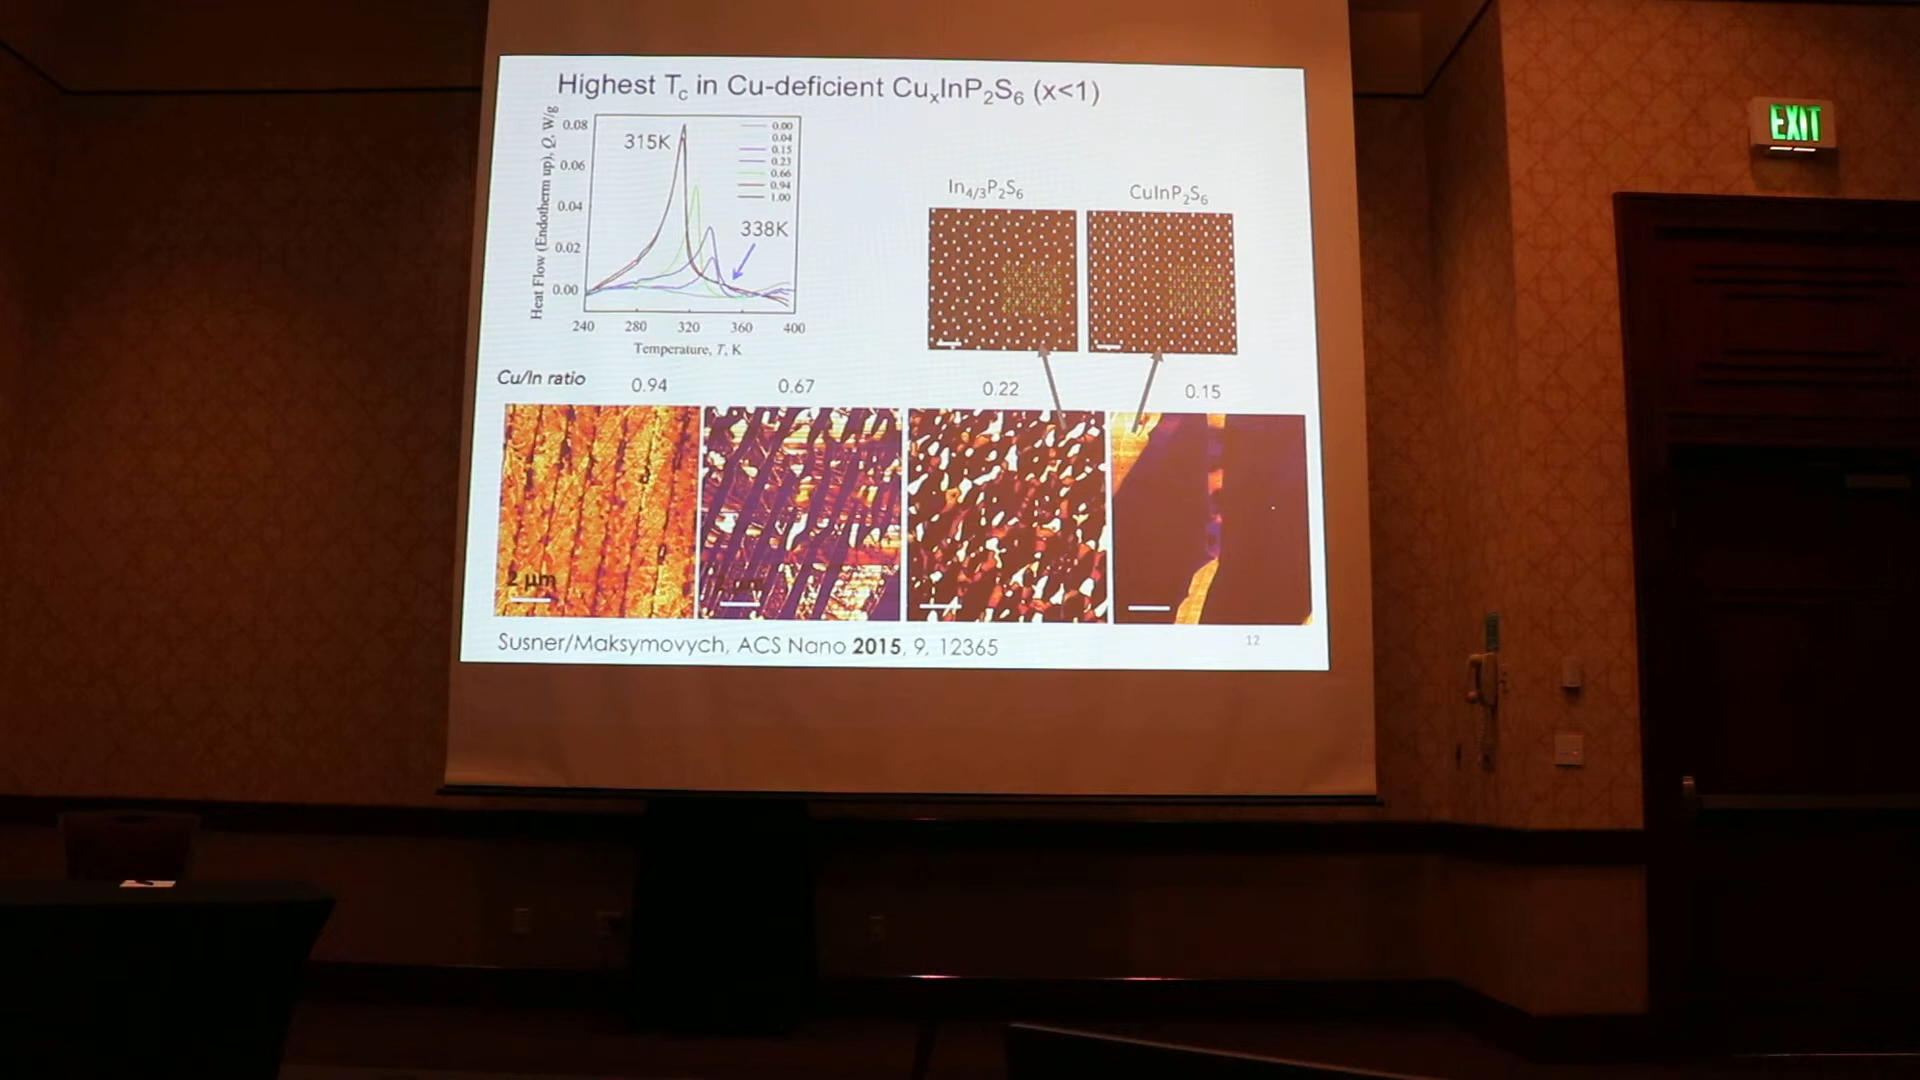 Highest Tc in Cu-deficient CuxInP2S6 (x<1)
EXIT
Heat Flow (Endotherm up), Q, W/g
0.08
0.06
0.04
0.02
0.00
315K
338K
0.00
0.04
0.15
0.23
0.66
0.94
1.00
240 280 320 360 400
Temperature, T, K
In4/3P2S6
CuInP2S6
Cu/In ratio 0.94 0.67 0.22 0.15
2 μm
Susner/Maksymovych, ACS Nano 2015, 9, 12365
12